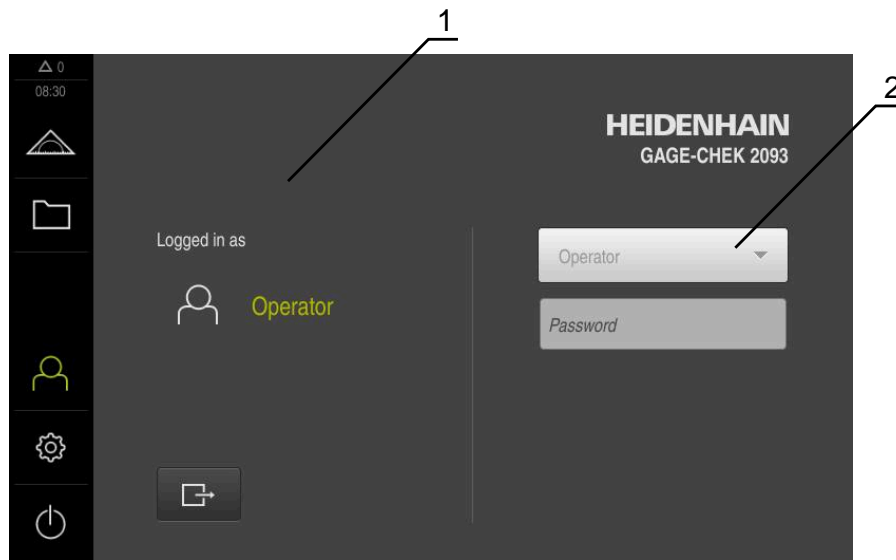 1
2
0
08:30
HEIDENHAIN
GAGE-CHEK 2093
Logged in as
Operator
Operator
Password